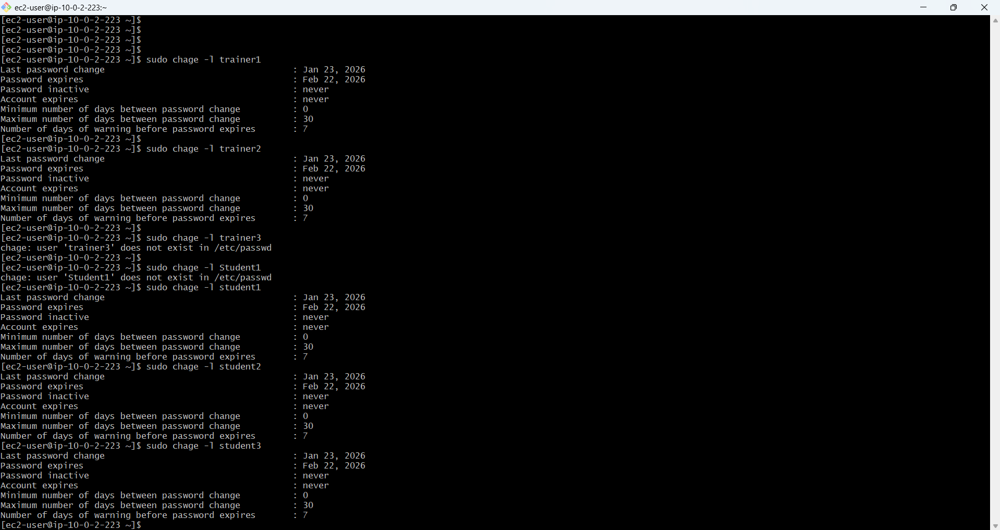 ec2-user@ip-10-0-2-223:~
[ec2-user@ip-10-0-2-223 ~]$
[ec2-user@ip-10-0-2-223 ~]$
[ec2-user@ip-10-0-2-223 ~]$
[ec2-user@ip-10-0-2-223 ~]$
[ec2-user@ip-10-0-2-223 ~]$ sudo chage -l trainer1
Last password change : Jan 23, 2026
Password expires : Feb 22, 2026
Password inactive : never
Account expires : never
Minimum number of days between password change : 0
Maximum number of days between password change : 30
Number of days of warning before password expires : 7
[ec2-user@ip-10-0-2-223 ~]$
[ec2-user@ip-10-0-2-223 ~]$ sudo chage -l trainer2
Last password change : Jan 23, 2026
Password expires : Feb 22, 2026
Password inactive : never
Account expires : never
Minimum number of days between password change : 0
Maximum number of days between password change : 30
Number of days of warning before password expires : 7
[ec2-user@ip-10-0-2-223 ~]$
[ec2-user@ip-10-0-2-223 ~]$ sudo chage -l trainer3
chage: user 'trainer3' does not exist in /etc/passwd
[ec2-user@ip-10-0-2-223 ~]$
[ec2-user@ip-10-0-2-223 ~]$ sudo chage -l Student1
chage: user 'Student1' does not exist in /etc/passwd
[ec2-user@ip-10-0-2-223 ~]$ sudo chage -l student1
Last password change : Jan 23, 2026
Password expires : Feb 22, 2026
Password inactive : never
Account expires : never
Minimum number of days between password change : 0
Maximum number of days between password change : 30
Number of days of warning before password expires : 7
[ec2-user@ip-10-0-2-223 ~]$ sudo chage -l student2
Last password change : Jan 23, 2026
Password expires : Feb 22, 2026
Password inactive : never
Account expires : never
Minimum number of days between password change : 0
Maximum number of days between password change : 30
Number of days of warning before password expires : 7
[ec2-user@ip-10-0-2-223 ~]$ sudo chage -l student3
Last password change : Jan 23, 2026
Password expires : Feb 22, 2026
Password inactive : never
Account expires : never
Minimum number of days between password change : 0
Maximum number of days between password change : 30
Number of days of warning before password expires : 7
[ec2-user@ip-10-0-2-223 ~]$